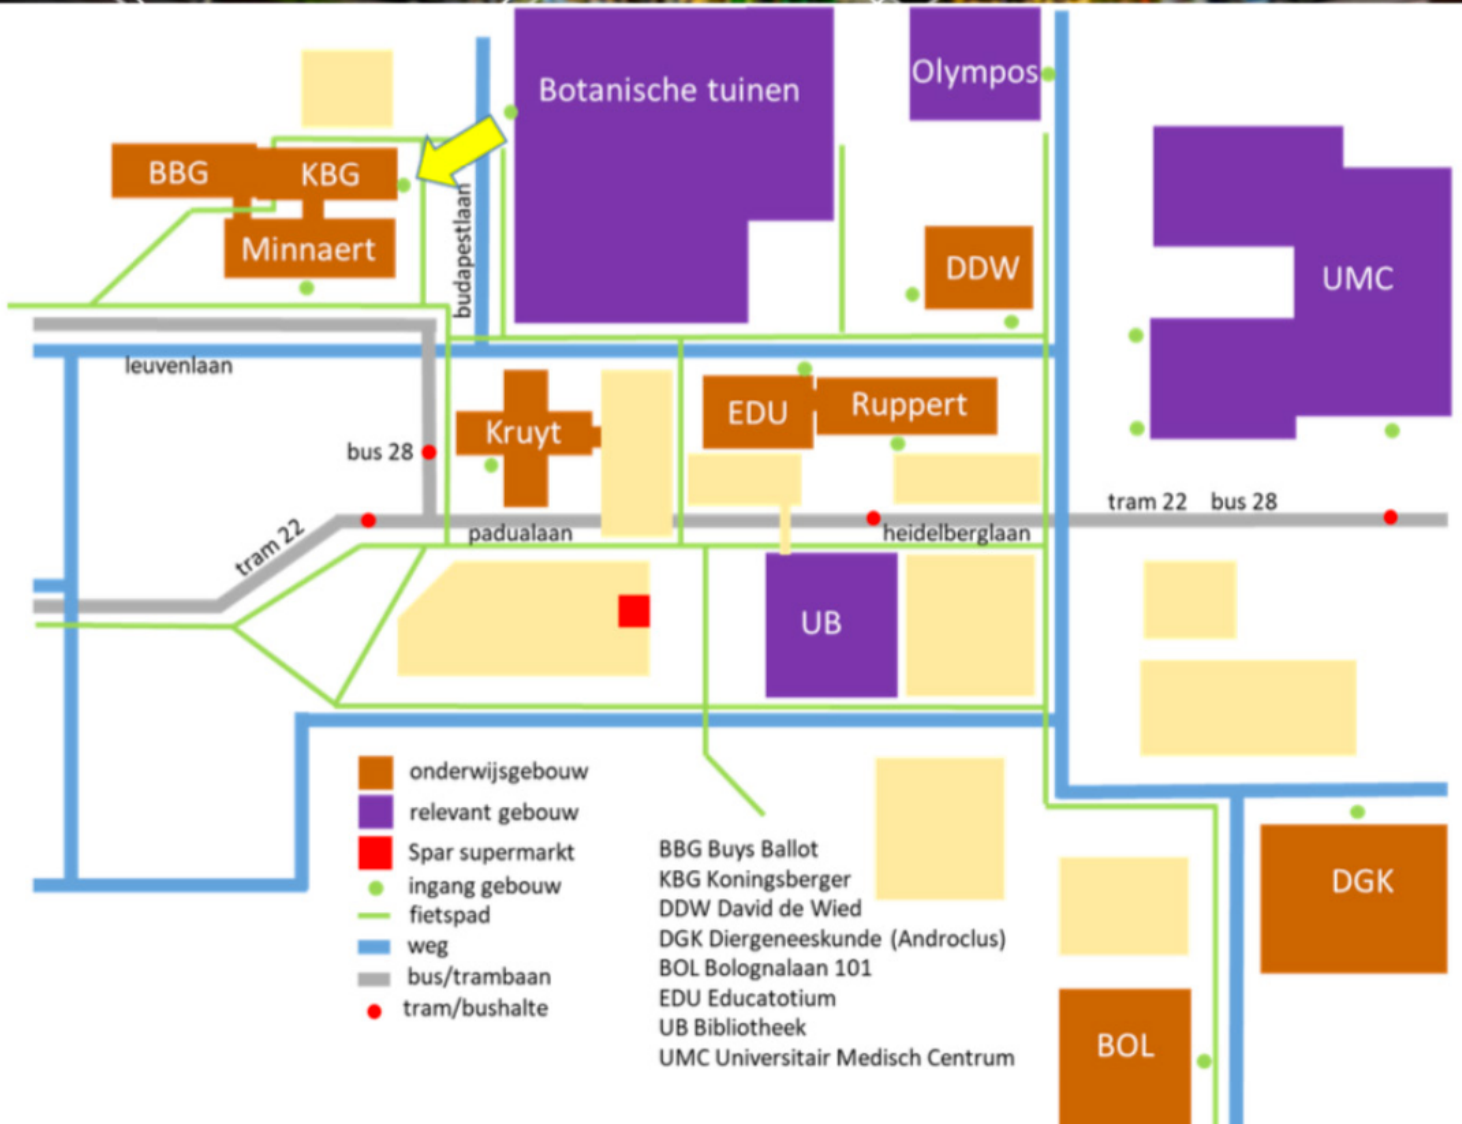 Botanische tuinen
Olympos
BBG
KBG
Minnaert
budapestlaan
DDW
UMC
leuvenlaan
EDU
Ruppert
Kruyt
bus 28
tram 22
padualaan
heidelberglaan
tram 22 bus 28
UB
onderwijsgebouw
relevant gebouw
Spar supermarkt
ingang gebouw
fietspad
weg
bus/trambaan
tram/bushalte
BBG Buys Ballot
KBG Koningsberger
DDW David de Wied
DGK Diergeneeskunde (Androclus)
BOL Bolognalaan 101
EDU Educatotium
UB Bibliotheek
UMC Universitair Medisch Centrum
DGK
BOL